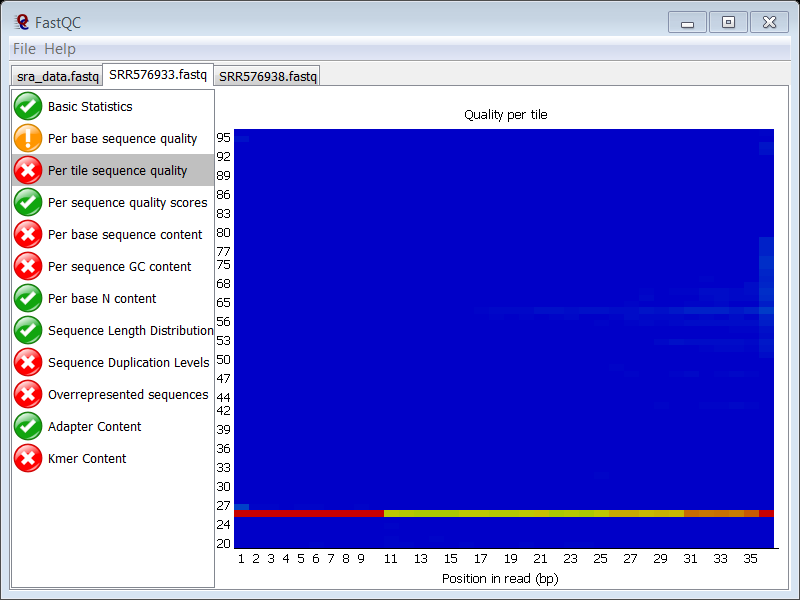 FastQC
File Help
sra_data.fastq SRR576933.fastq SRR576938.fastq
Basic Statistics
Per base sequence quality
Per tile sequence quality
Per sequence quality scores
Per base sequence content
Per sequence GC content
Per base N content
Sequence Length Distribution
Sequence Duplication Levels
Overrepresented sequences
Adapter Content
Kmer Content
Quality per tile
95
92
89
86
83
80
77
75
68
65
56
53
50
47
44
42
39
36
33
30
27
24
20
1 2 3 4 5 6 7 8 9 11 13 15 17 19 21 23 25 27 29 31 33 35
Position in read (bp)